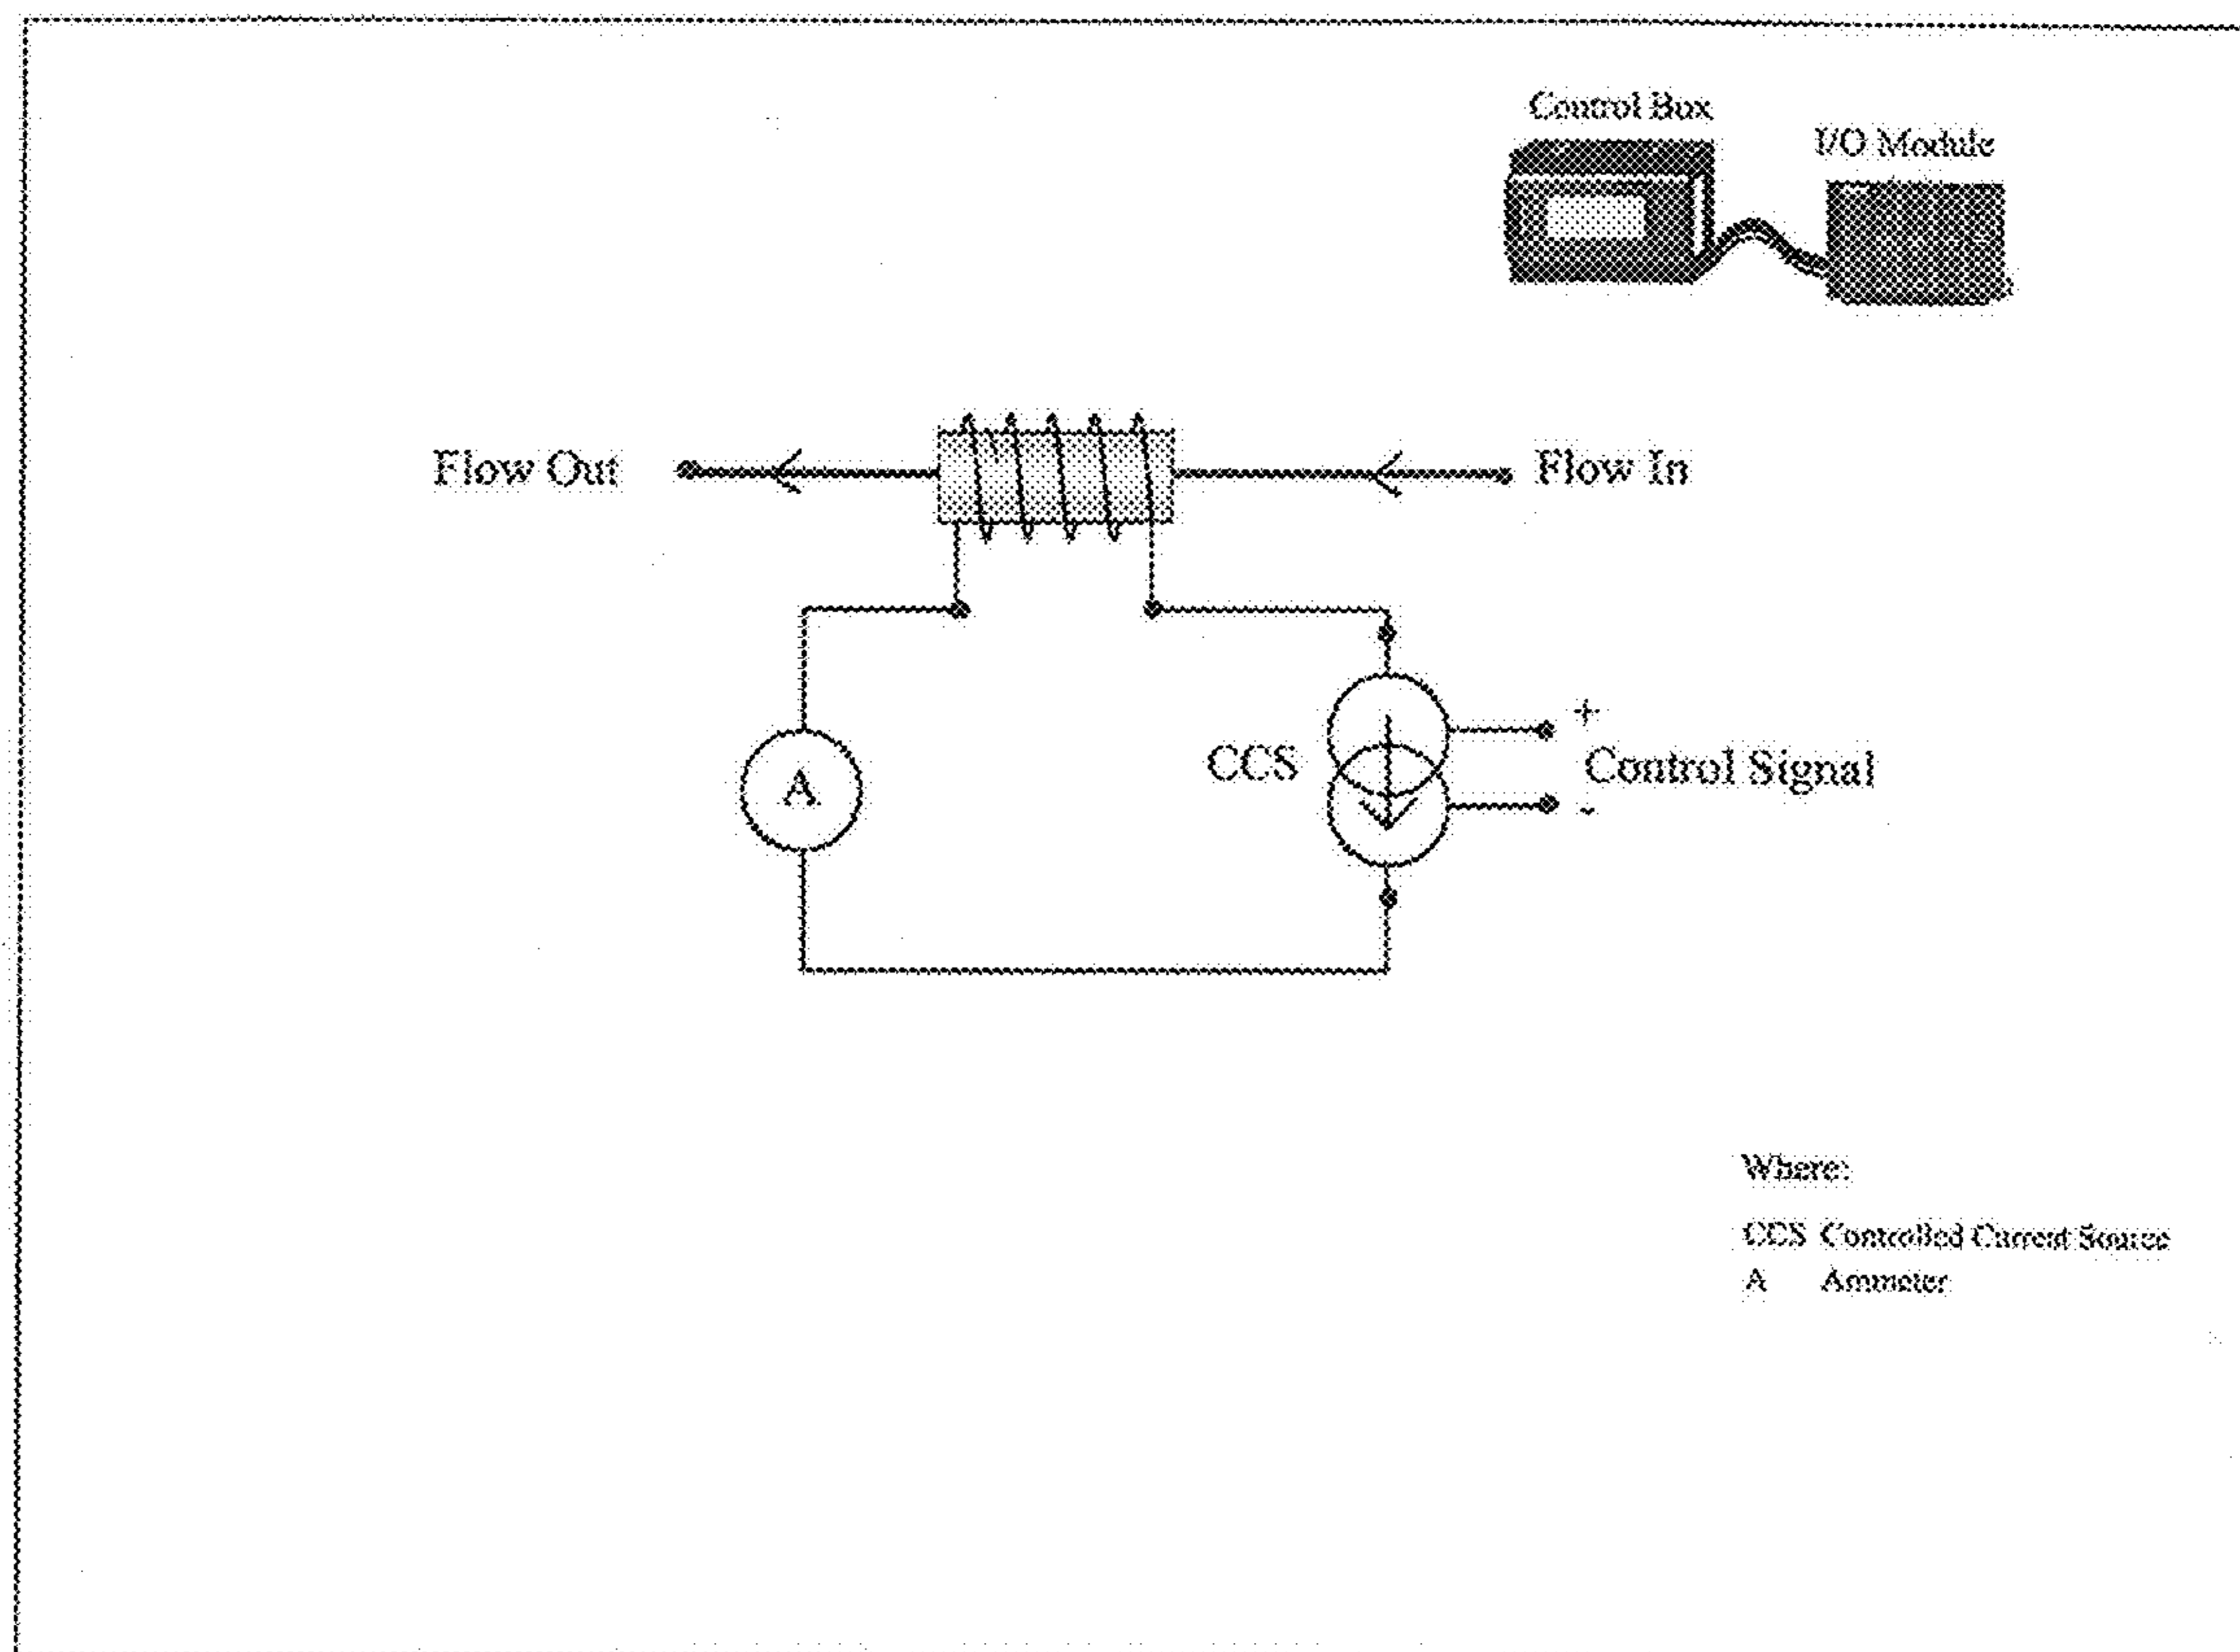 Control Box
I/O Module
Flow Out
Flow In
A
CCS
+
Control Signal
-
Where:
CCS Controlled Current Source
A Ammeter